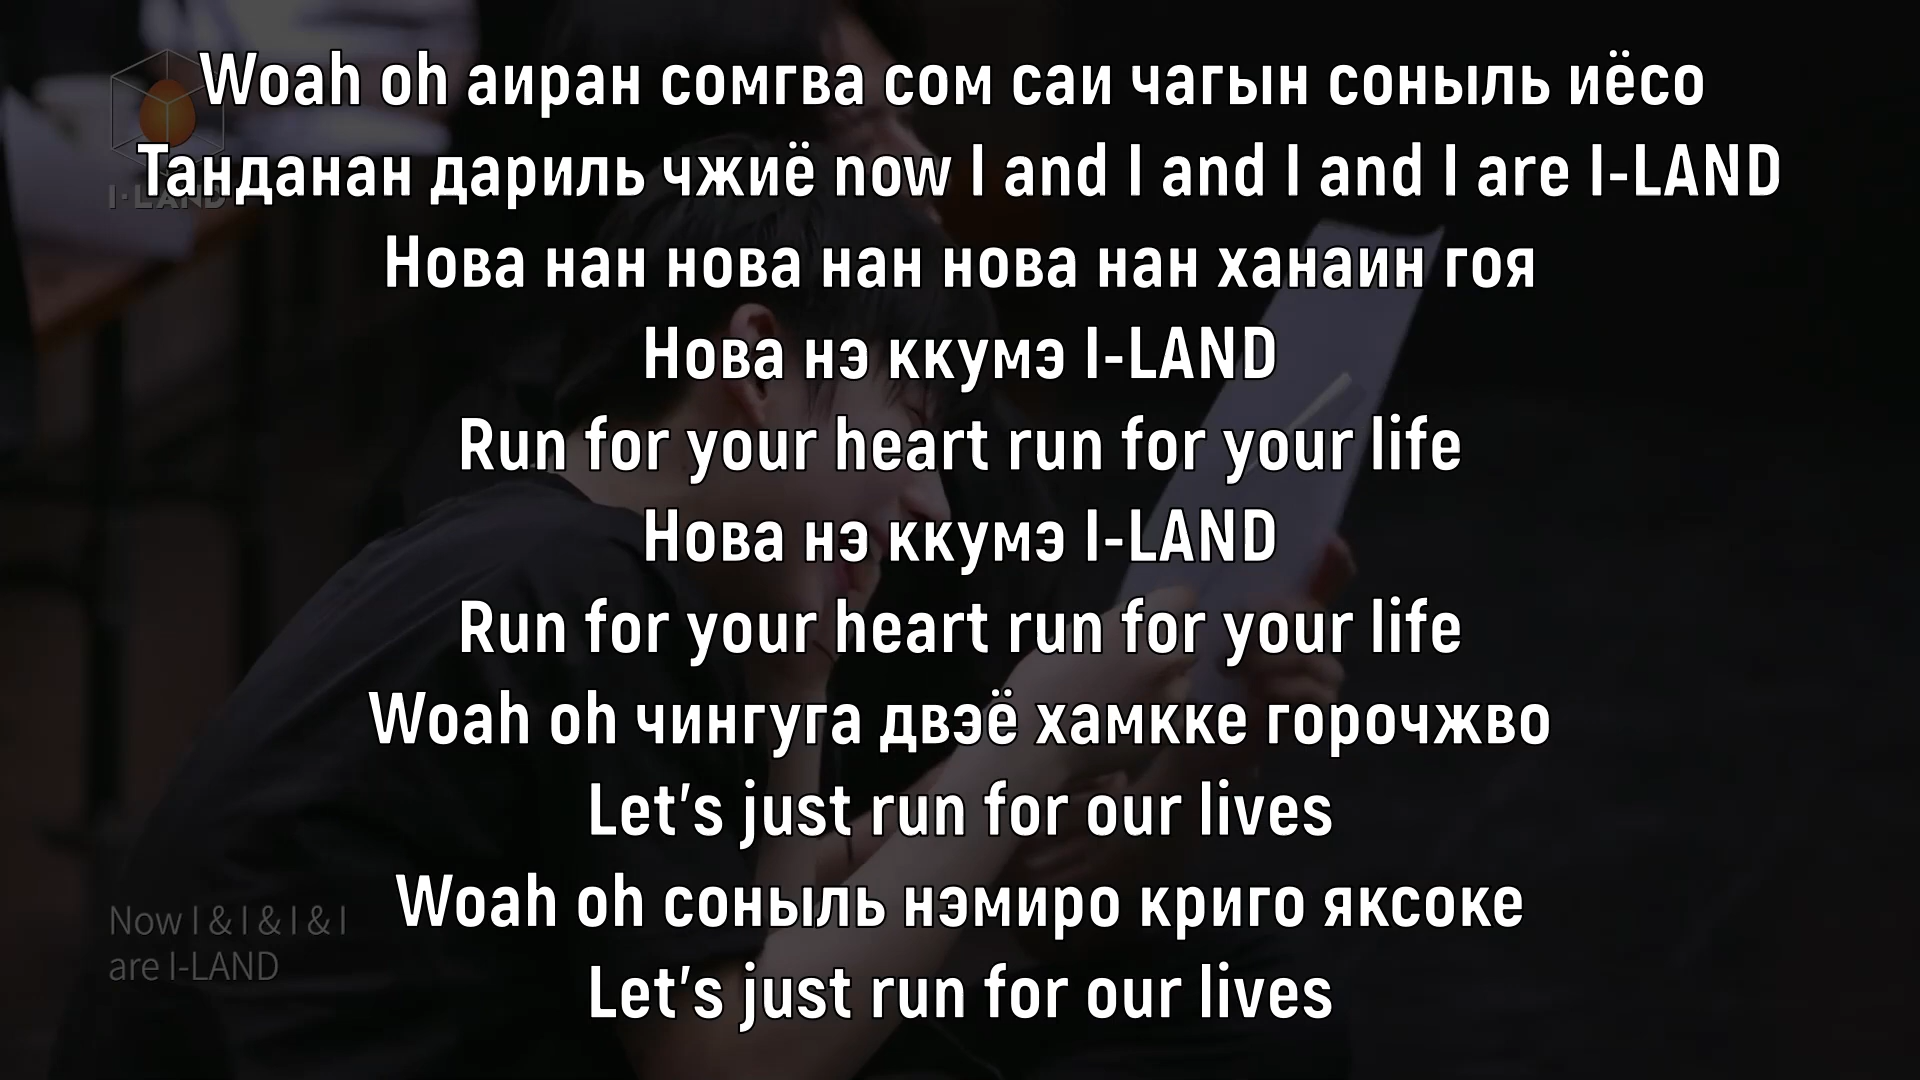 Woah oh аиран сомгва сом саи чагын соныль иёсо
Танданан дариль чжиё now I and I and I and I are I-LAND
I·LAND
Нова нан нова нан нова нан ханаин гоя
Нова нэ ккумэ I-LAND
Run for your heart run for your life
Нова нэ ккумэ I-LAND
Run for your heart run for your life
Woah oh чингуга двэё хамкке горочжво
Let's just run for our lives
Woah oh соныль нэмиро криго яксоке
Now I & I & I & I
are I-LAND
Let's just run for our lives